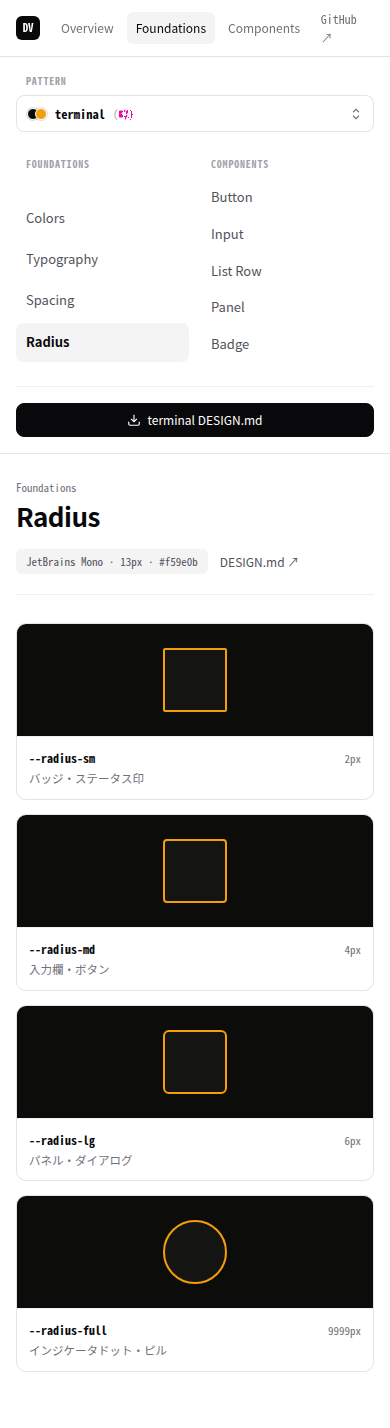 DV Overview Foundations Components GitHub ↗
PATTERN
terminal
FOUNDATIONS
Colors
Typography
Spacing
Radius
COMPONENTS
Button
Input
List Row
Panel
Badge
terminal DESIGN.md
Foundations
Radius
JetBrains Mono · 13px · #f59e0b DESIGN.md ↗
--radius-sm 2px
バッジ・ステータス印
--radius-md 4px
入力欄・ボタン
--radius-lg 6px
パネル・ダイアログ
--radius-full 9999px
インジケータドット・ピル